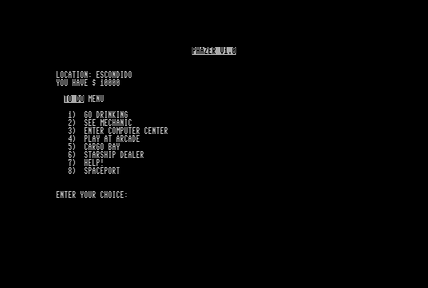 PHAZER V1.0
LOCATION: ESCONDIDO
YOU HAVE $ 10000
TO DO MENU
1) GO DRINKING
2) SEE MECHANIC
3) ENTER COMPUTER CENTER
4) PLAY AT ARCADE
5) CARGO BAY
6) STARSHIP DEALER
7) HELP!
8) SPACEPORT
ENTER YOUR CHOICE: